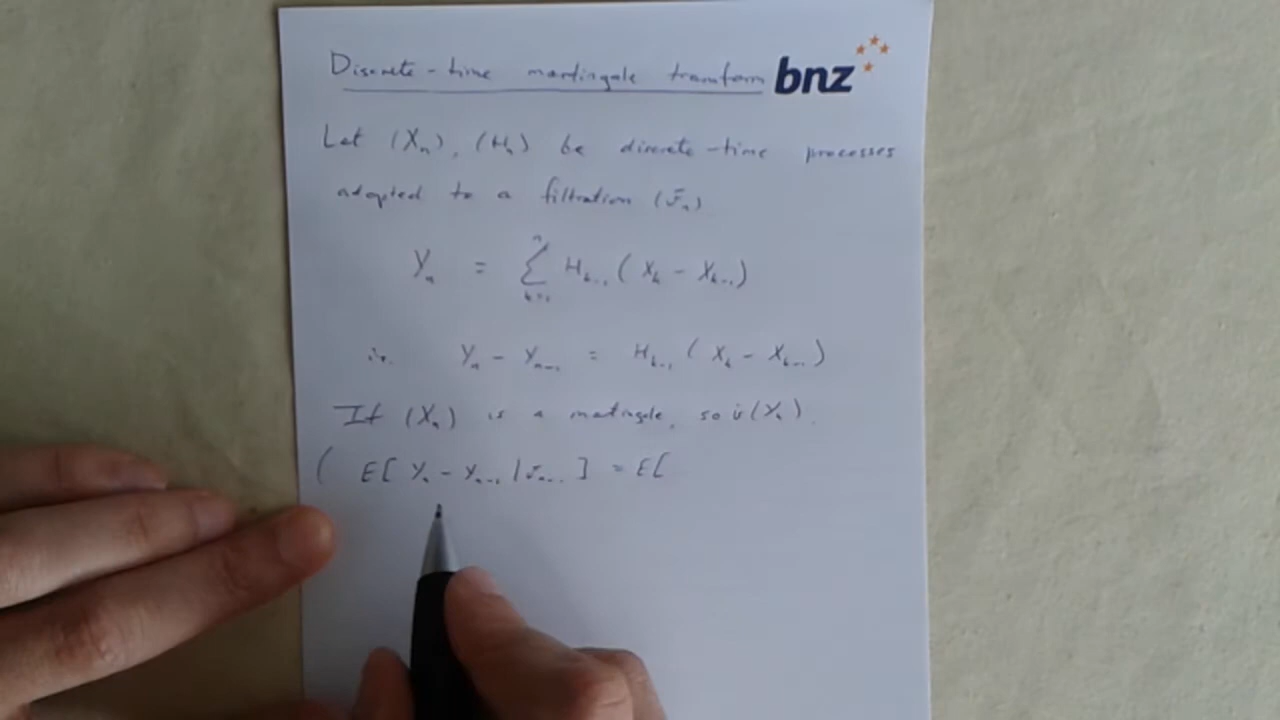 Discrete-time martingale transform bnz
Let (Xₙ), (Hₙ) be discrete-time processes
adapted to a filtration (Fₙ)
Yₙ = Σₖ₌₁ⁿ Hₖ₋₁ ( Xₖ - Xₖ₋₁)
i.e. Yₙ - Yₙ₋₁ = Hₖ₋₁ ( Xₖ - Xₖ₋₁)
If (Xₙ) is a martingale, so is (Yₙ).
( E[ Yₙ - Yₙ₋₁ | Fₙ₋₁ ] = E[